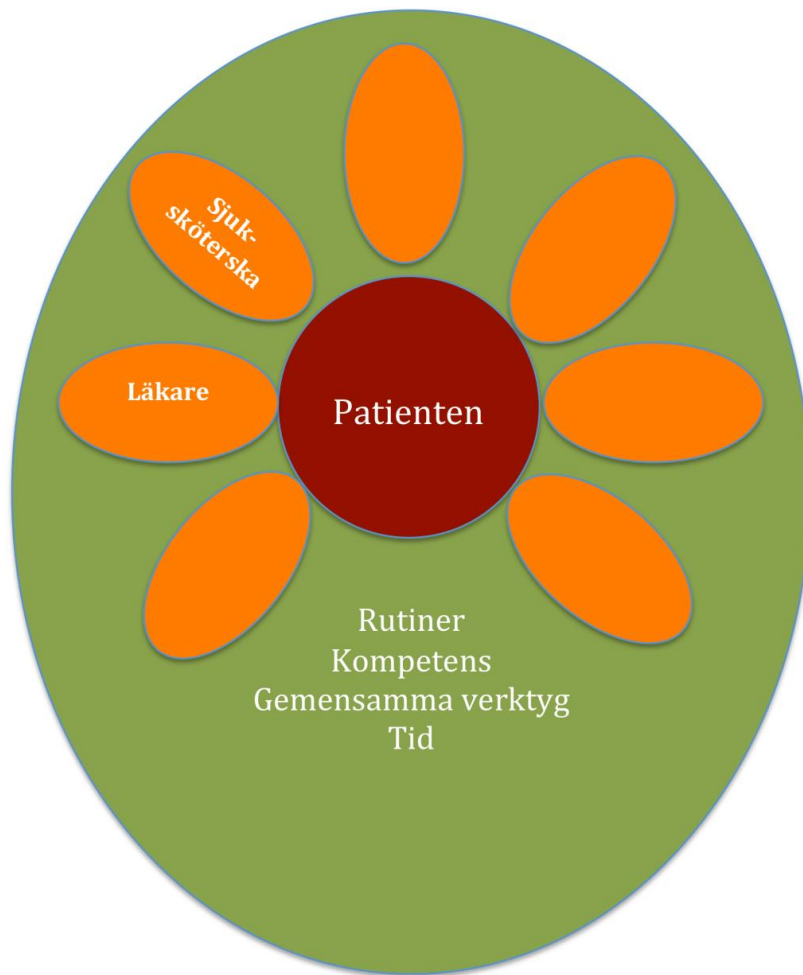 Sjuk-
sköterska
Läkare
Patienten
Rutiner
Kompetens
Gemensamma verktyg
Tid